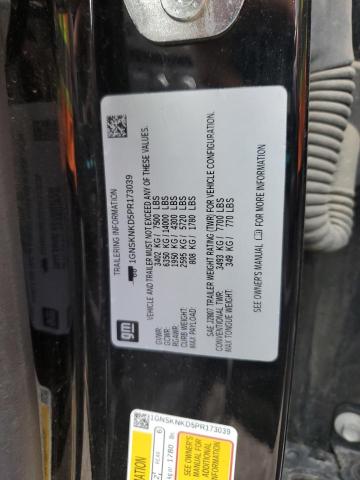 gm
TRAILERING INFORMATION
1GNSKNKD5PR173039
VEHICLE AND TRAILER MUST NOT EXCEED ANY OF THESE VALUES.
GVWR: 3402 KG / 7500 LBS
GCWR: 6350 KG / 14000 LBS
RGAWR: 1950 KG / 4300 LBS
CURB WEIGHT: 2595 KG / 5720 LBS
MAX PAYLOAD: 808 KG / 1780 LBS
SAE J2807 TRAILER WEIGHT RATING (TWR) FOR VEHICLE CONFIGURATION.
CONVENTIONAL TWR: 3493 KG / 7700 LBS
MAX TONGUE WEIGHT: 349 KG / 770 LBS
SEE OWNER'S MANUAL FOR MORE INFORMATION
1GNSKNKD5PR173039
MATION
REAR 6
1780
SEE OWNER'S
MANUAL FOR
ADDITIONAL
INFORMATION